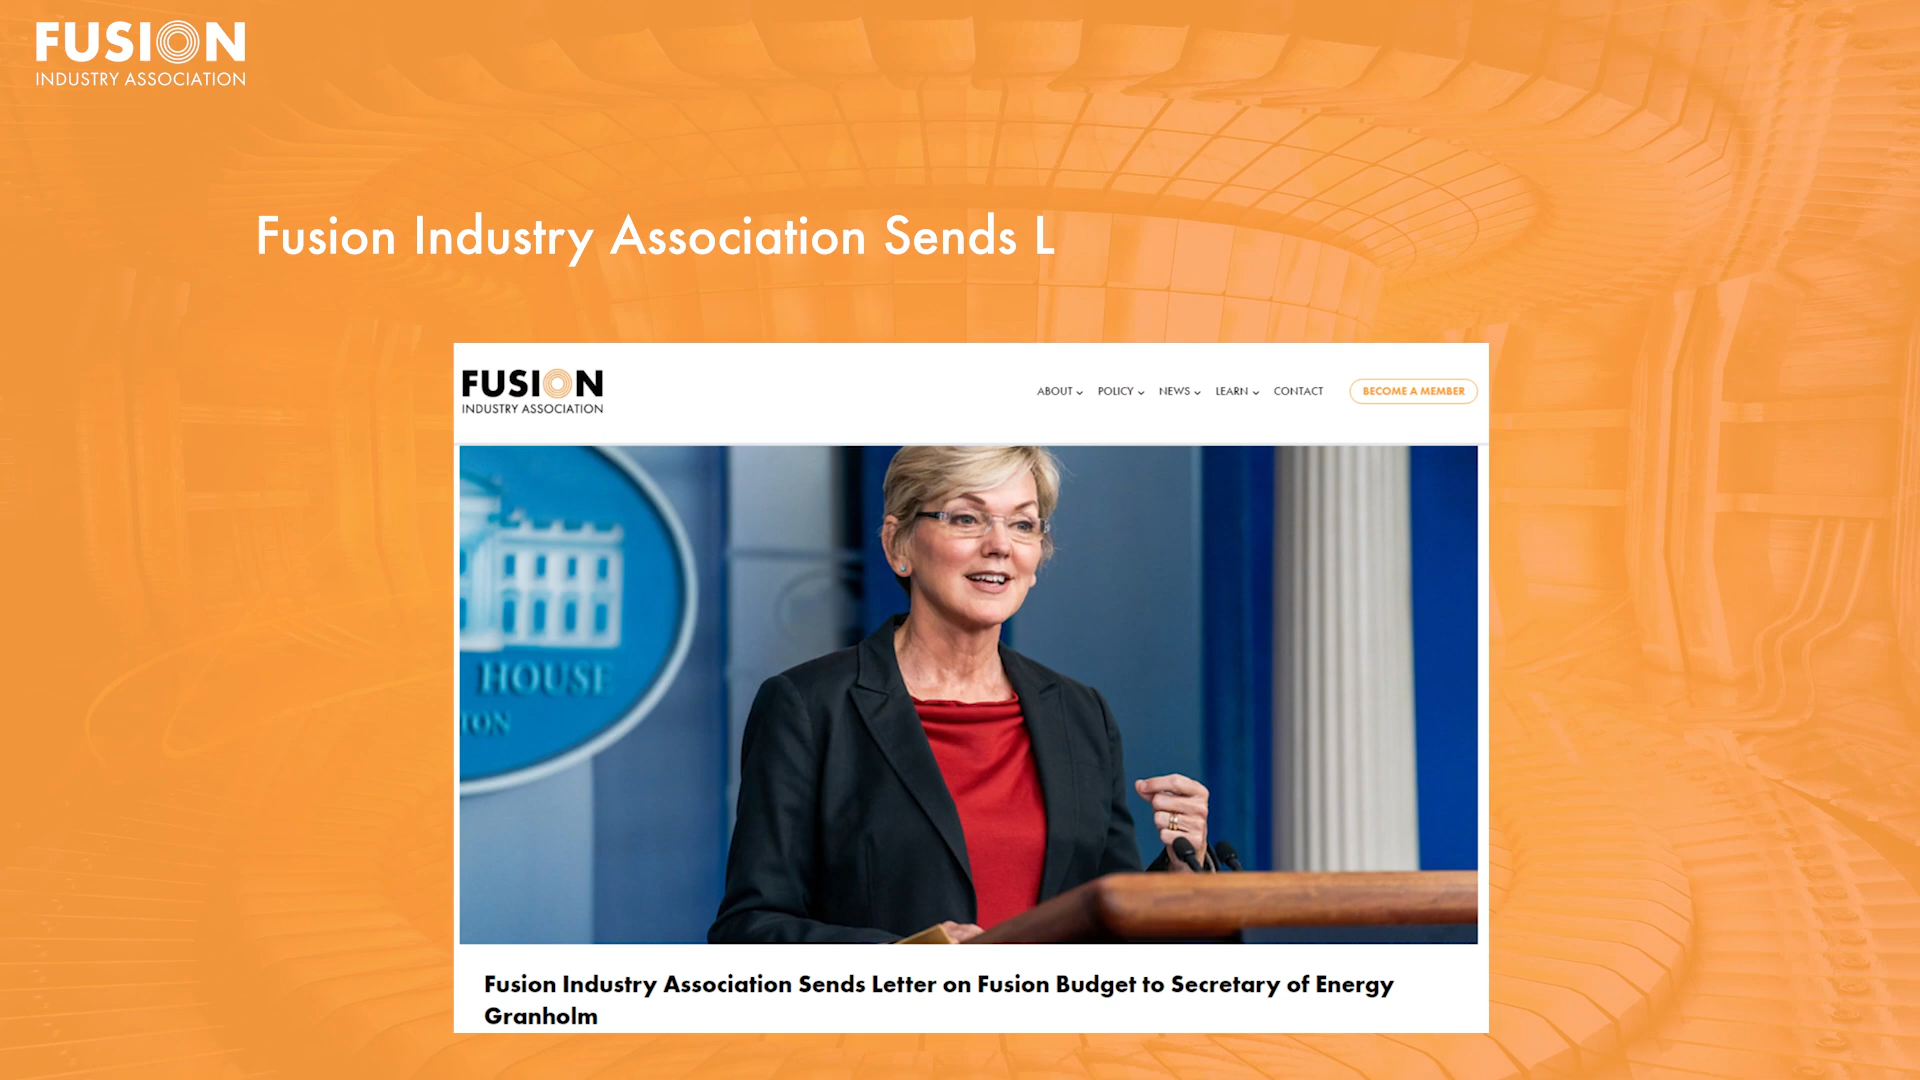 FUSION
INDUSTRY ASSOCIATION
Fusion Industry Association Sends L
FUSION
INDUSTRY ASSOCIATION
ABOUT POLICY NEWS LEARN CONTACT BECOME A MEMBER
HOUSE
TON
Fusion Industry Association Sends Letter on Fusion Budget to Secretary of Energy
Granholm